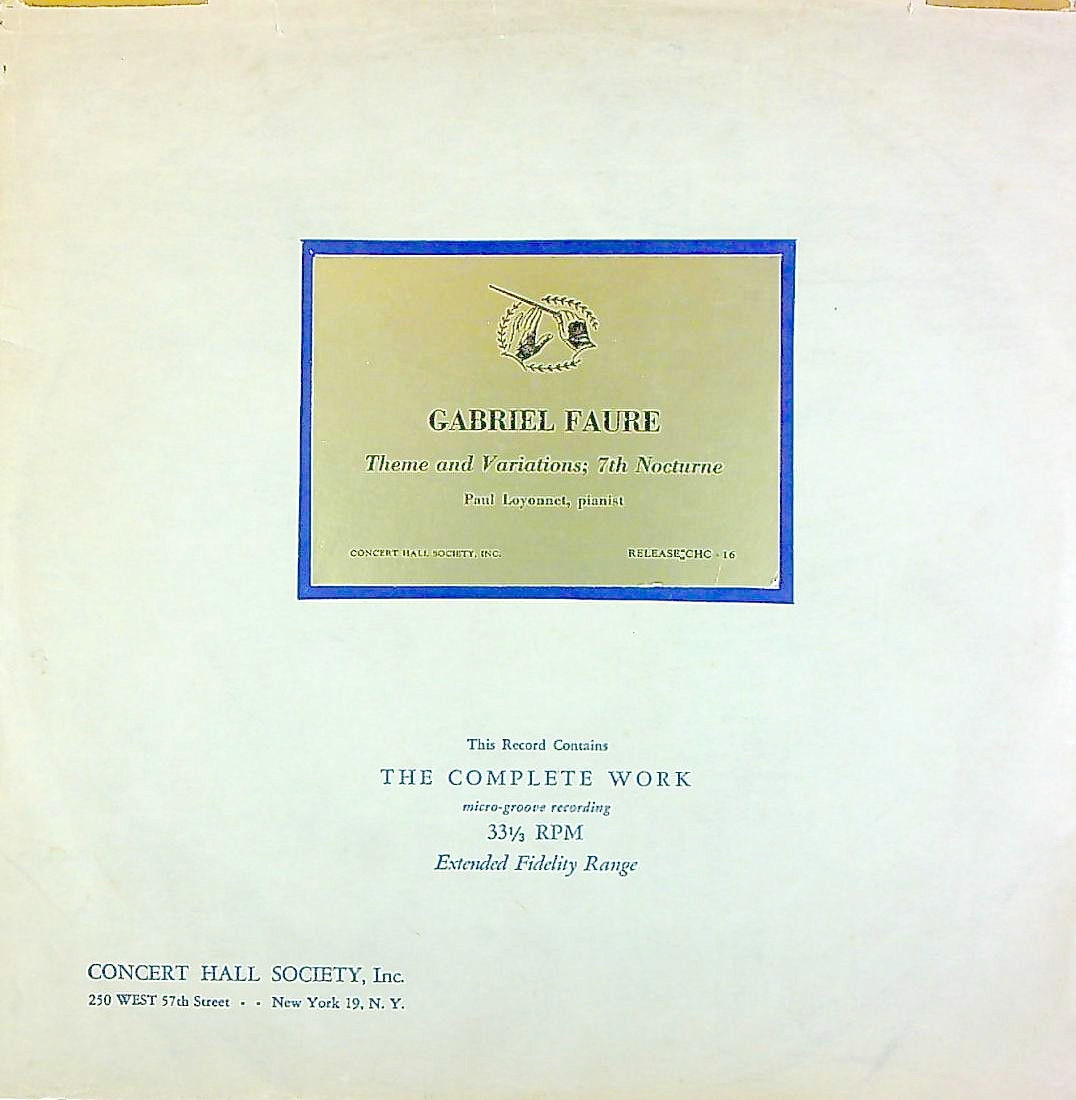 GABRIEL FAURE
Theme and Variations; 7th Nocturne
Paul Loyonnet, pianist
CONCERT HALL SOCIETY, INC.
RELEASE CHC - 16
This Record Contains
THE COMPLETE WORK
micro-groove recording
33⅓ RPM
Extended Fidelity Range
CONCERT HALL SOCIETY, Inc.
250 WEST 57th Street - - New York 19, N. Y.